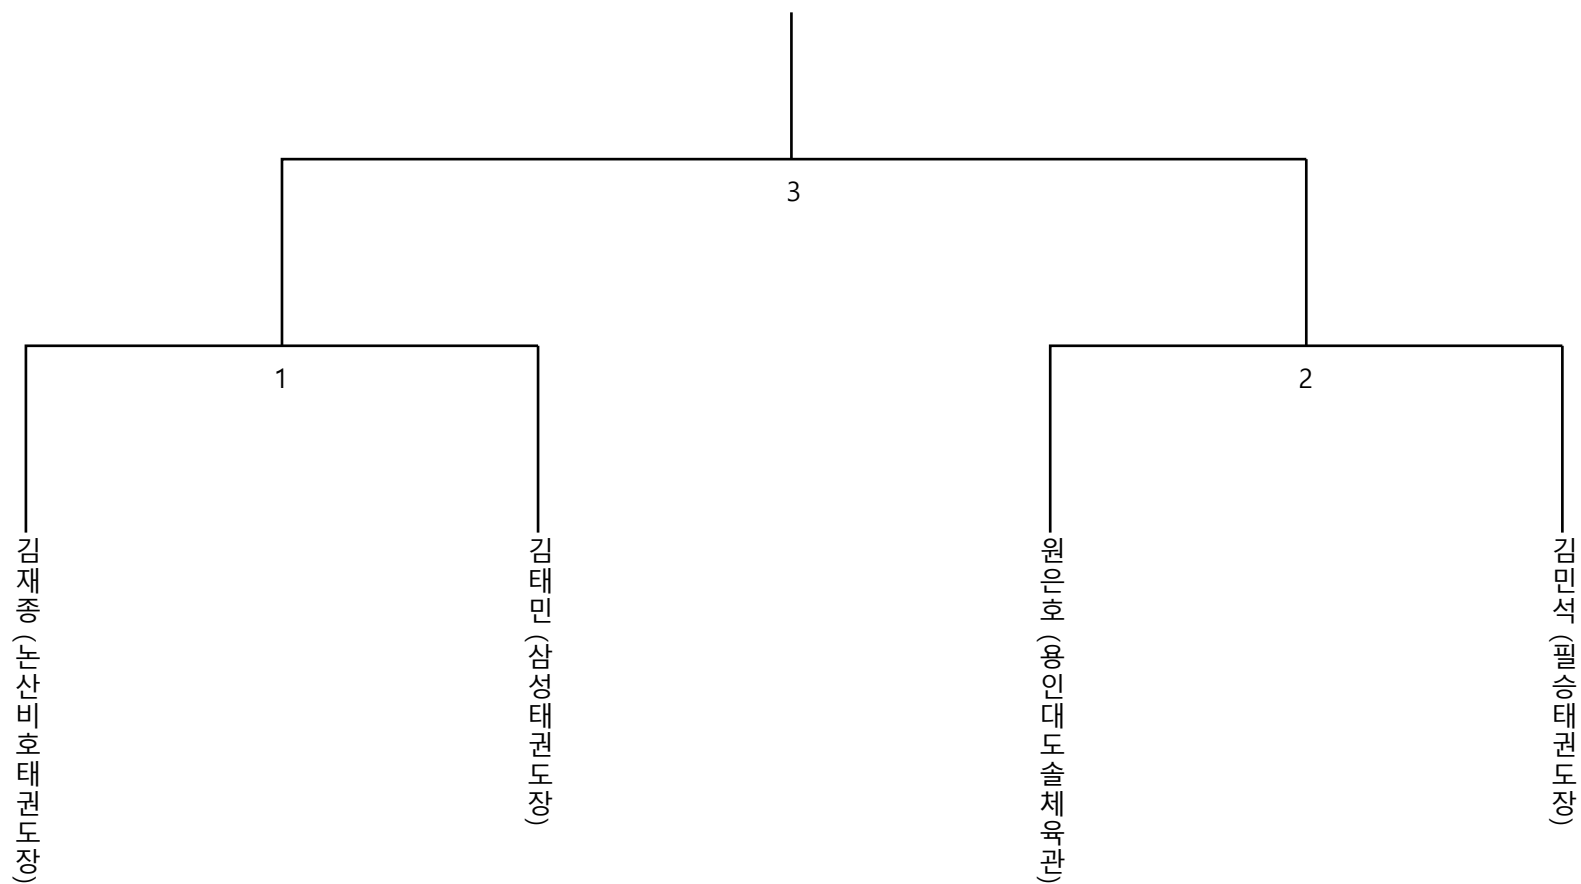 3
1
2
김재종 (논산비호태권도장)
김태민 (삼성태권도장)
원은호 (용인대도솔체육관)
김민석 (필승태권도장)